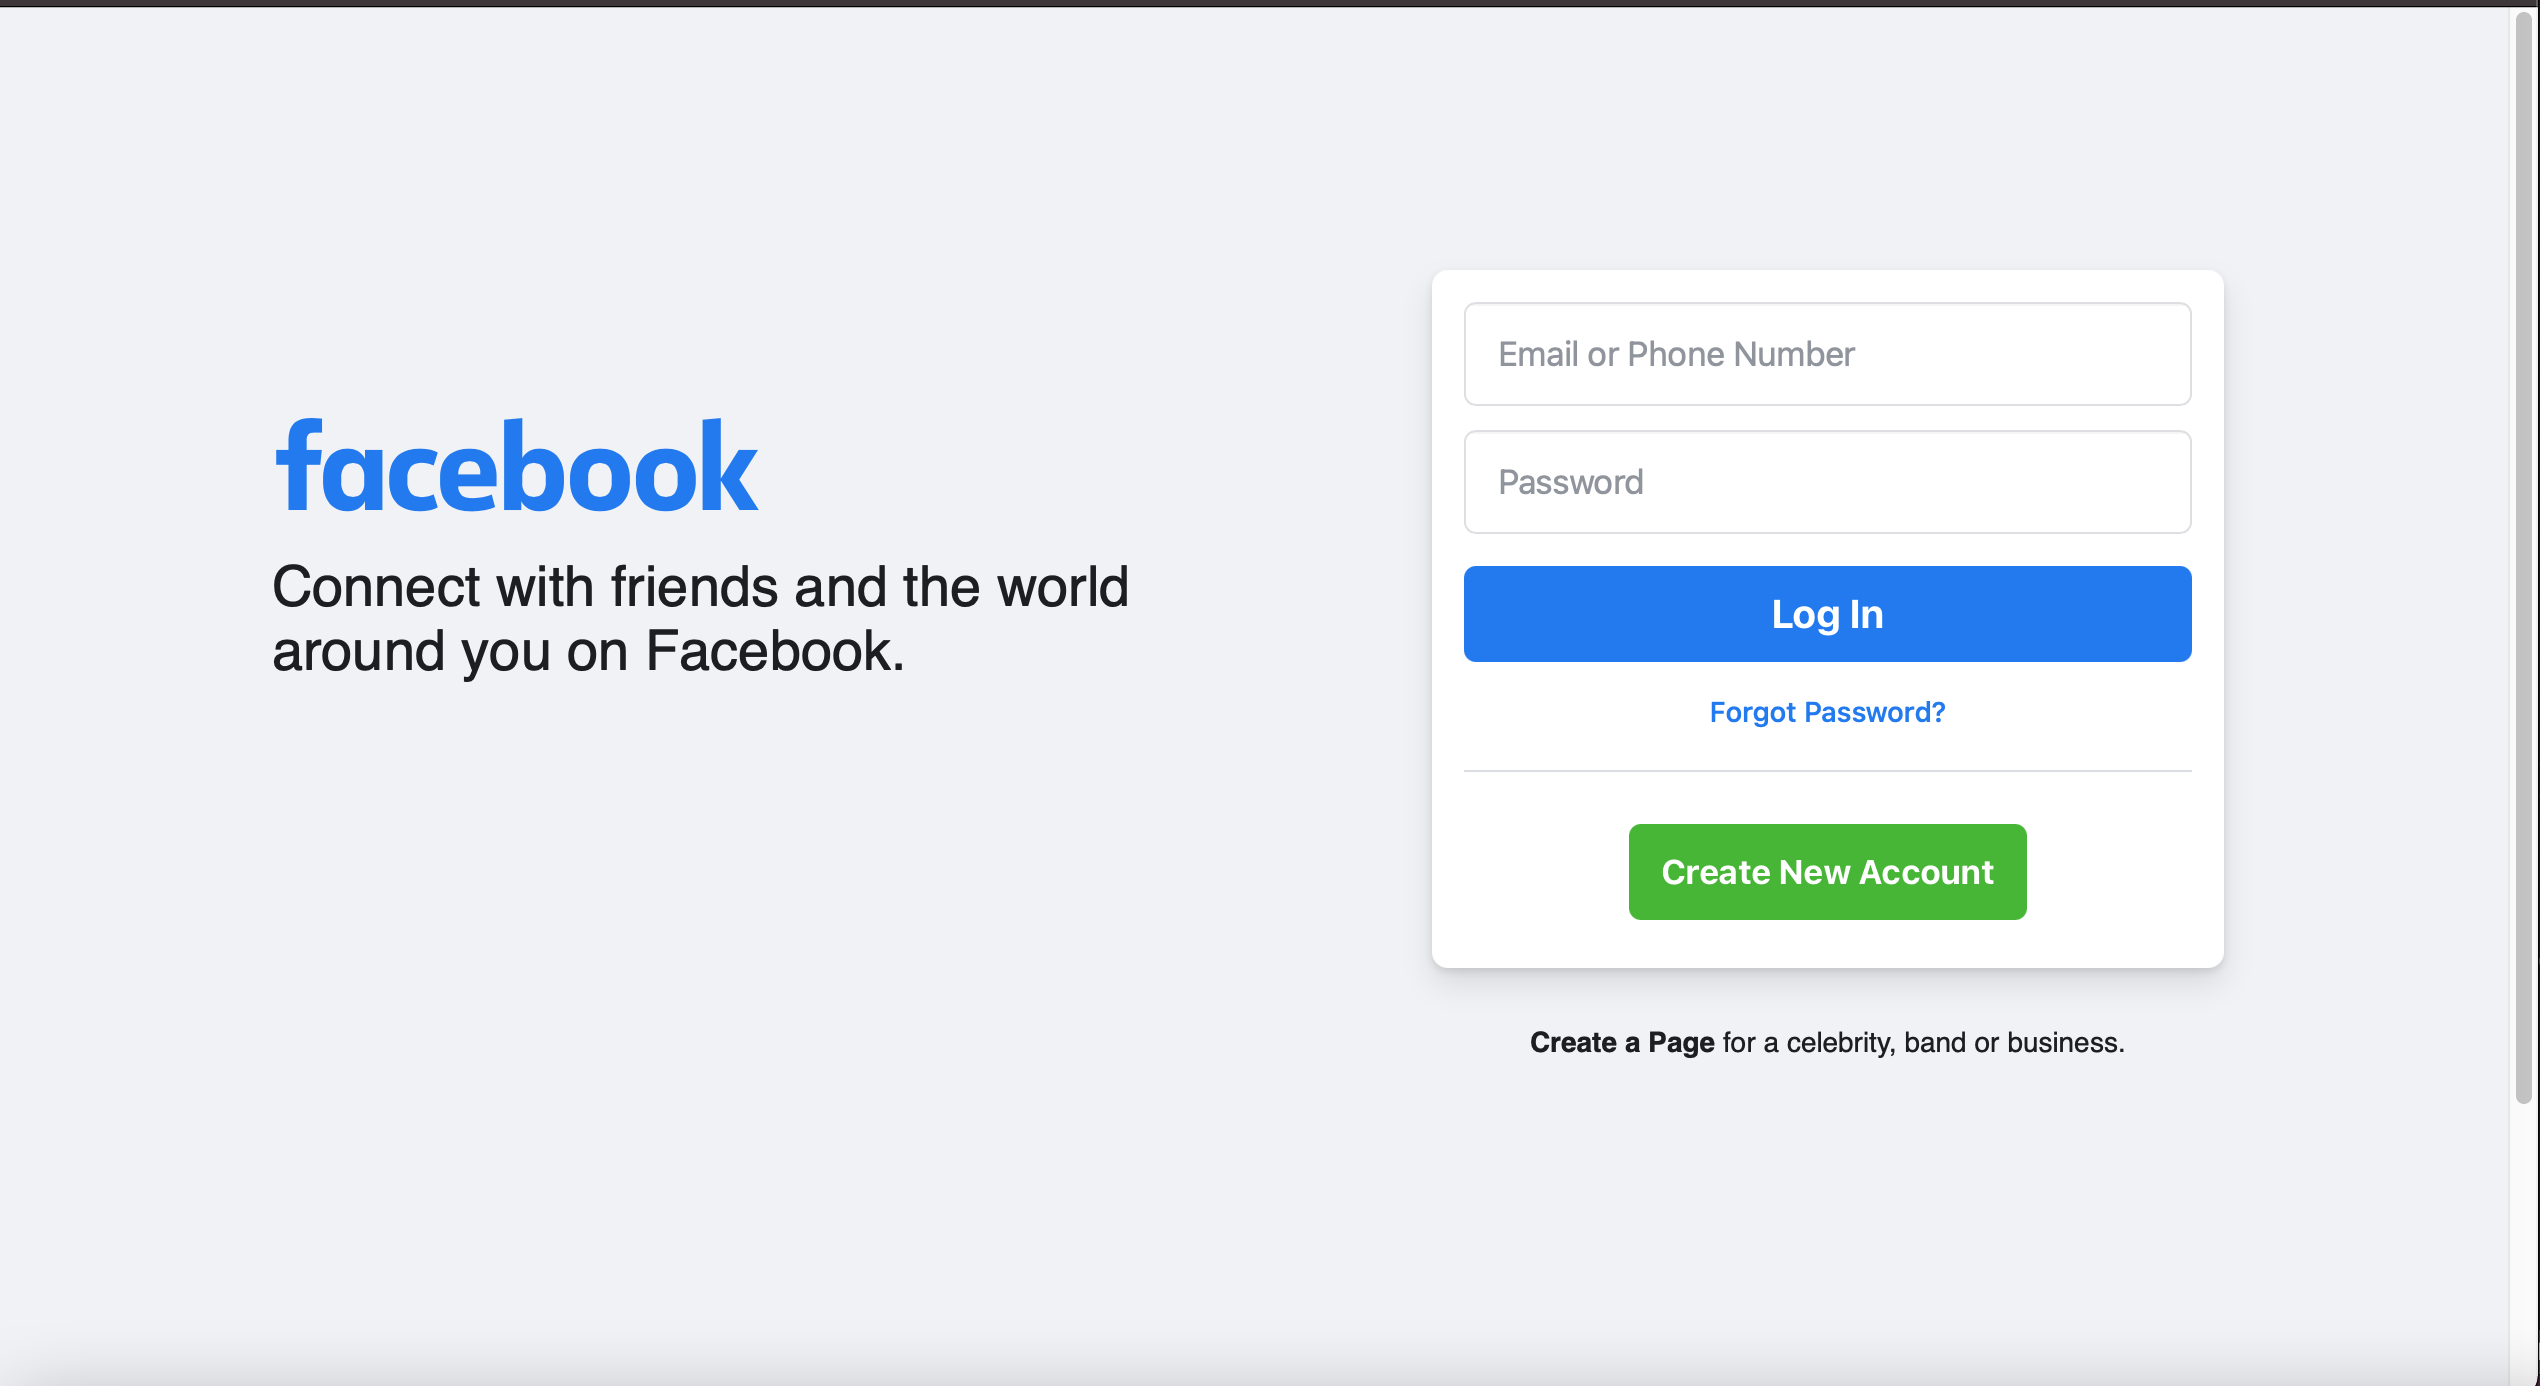 facebook
Connect with friends and the world
around you on Facebook.
Email or Phone Number
Password
Log In
Forgot Password?
Create New Account
Create a Page for a celebrity, band or business.